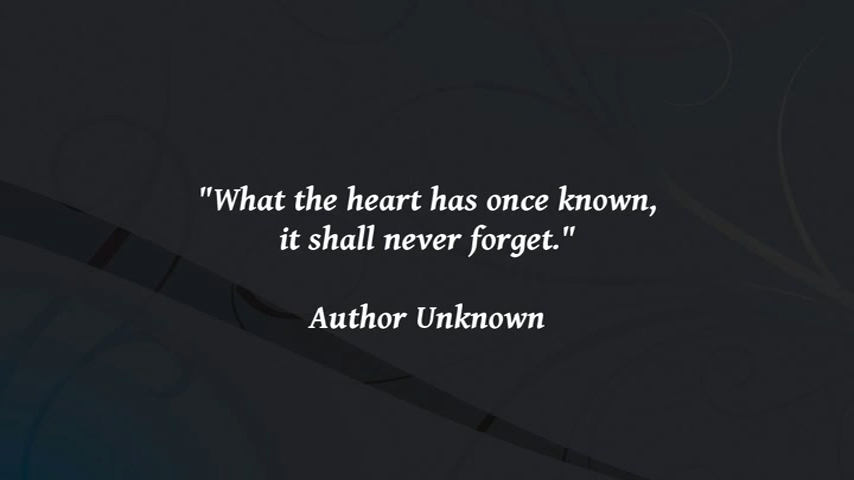 "What the heart has once known,
it shall never forget."
Author Unknown